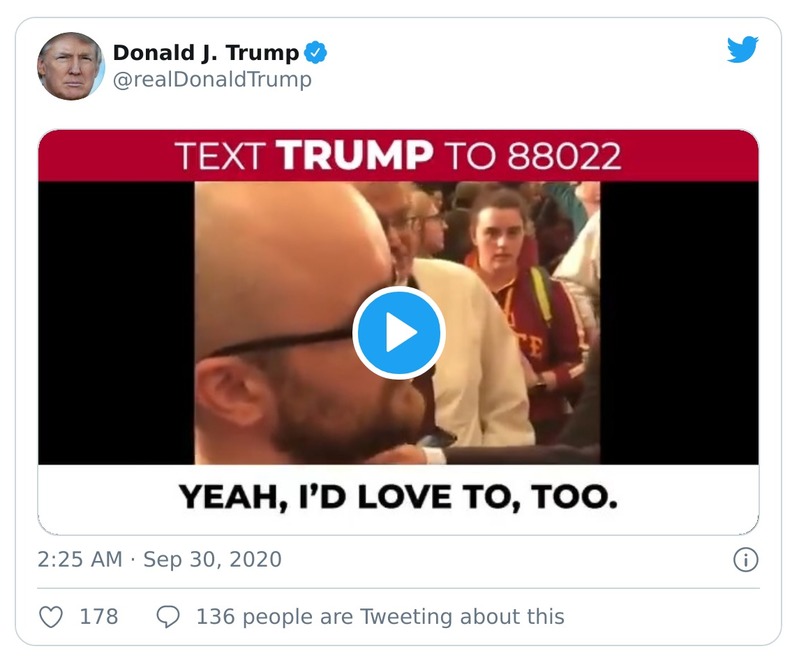 Donald J. Trump
@realDonaldTrump
TEXT TRUMP TO 88022
YEAH, I’D LOVE TO, TOO.
2:25 AM · Sep 30, 2020
178
136 people are Tweeting about this